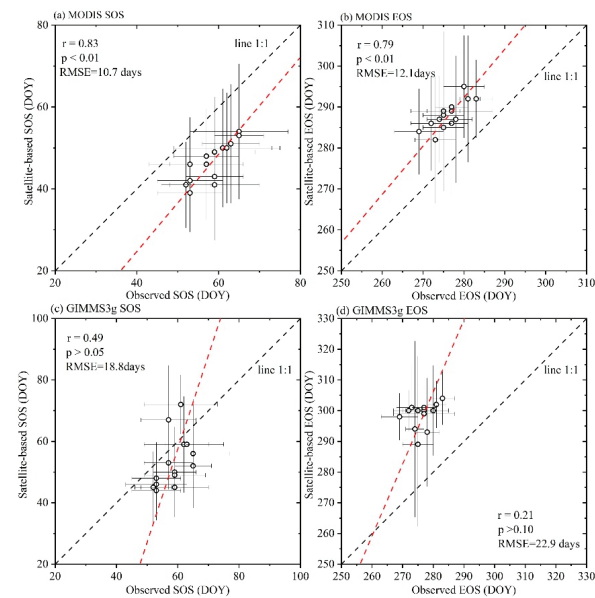 (a) MODIS SOS
r = 0.83
p < 0.01
RMSE=10.7 days
line 1:1
Satellite-based SOS (DOY)
80
60
40
20
20
40
60
80
Observed SOS (DOY)
(b) MODIS EOS
r = 0.79
p < 0.01
RMSE=12.1days
line 1:1
Satellite-based EOS (DOY)
310
300
290
280
270
260
250
250
260
270
280
290
300
310
Observed EOS (DOY)
(c) GIMMS3g SOS
r = 0.49
p > 0.05
RMSE=18.8days
line 1:1
Satellite-based SOS (DOY)
100
80
60
40
20
20
40
60
80
100
Observed SOS (DOY)
(d) GIMMS3g EOS
line 1:1
r = 0.21
p >0.10
RMSE=22.9 days
Satellite-based EOS (DOY)
330
320
310
300
290
280
270
260
250
250
260
270
280
290
300
310
320
330
Observed EOS (DOY)